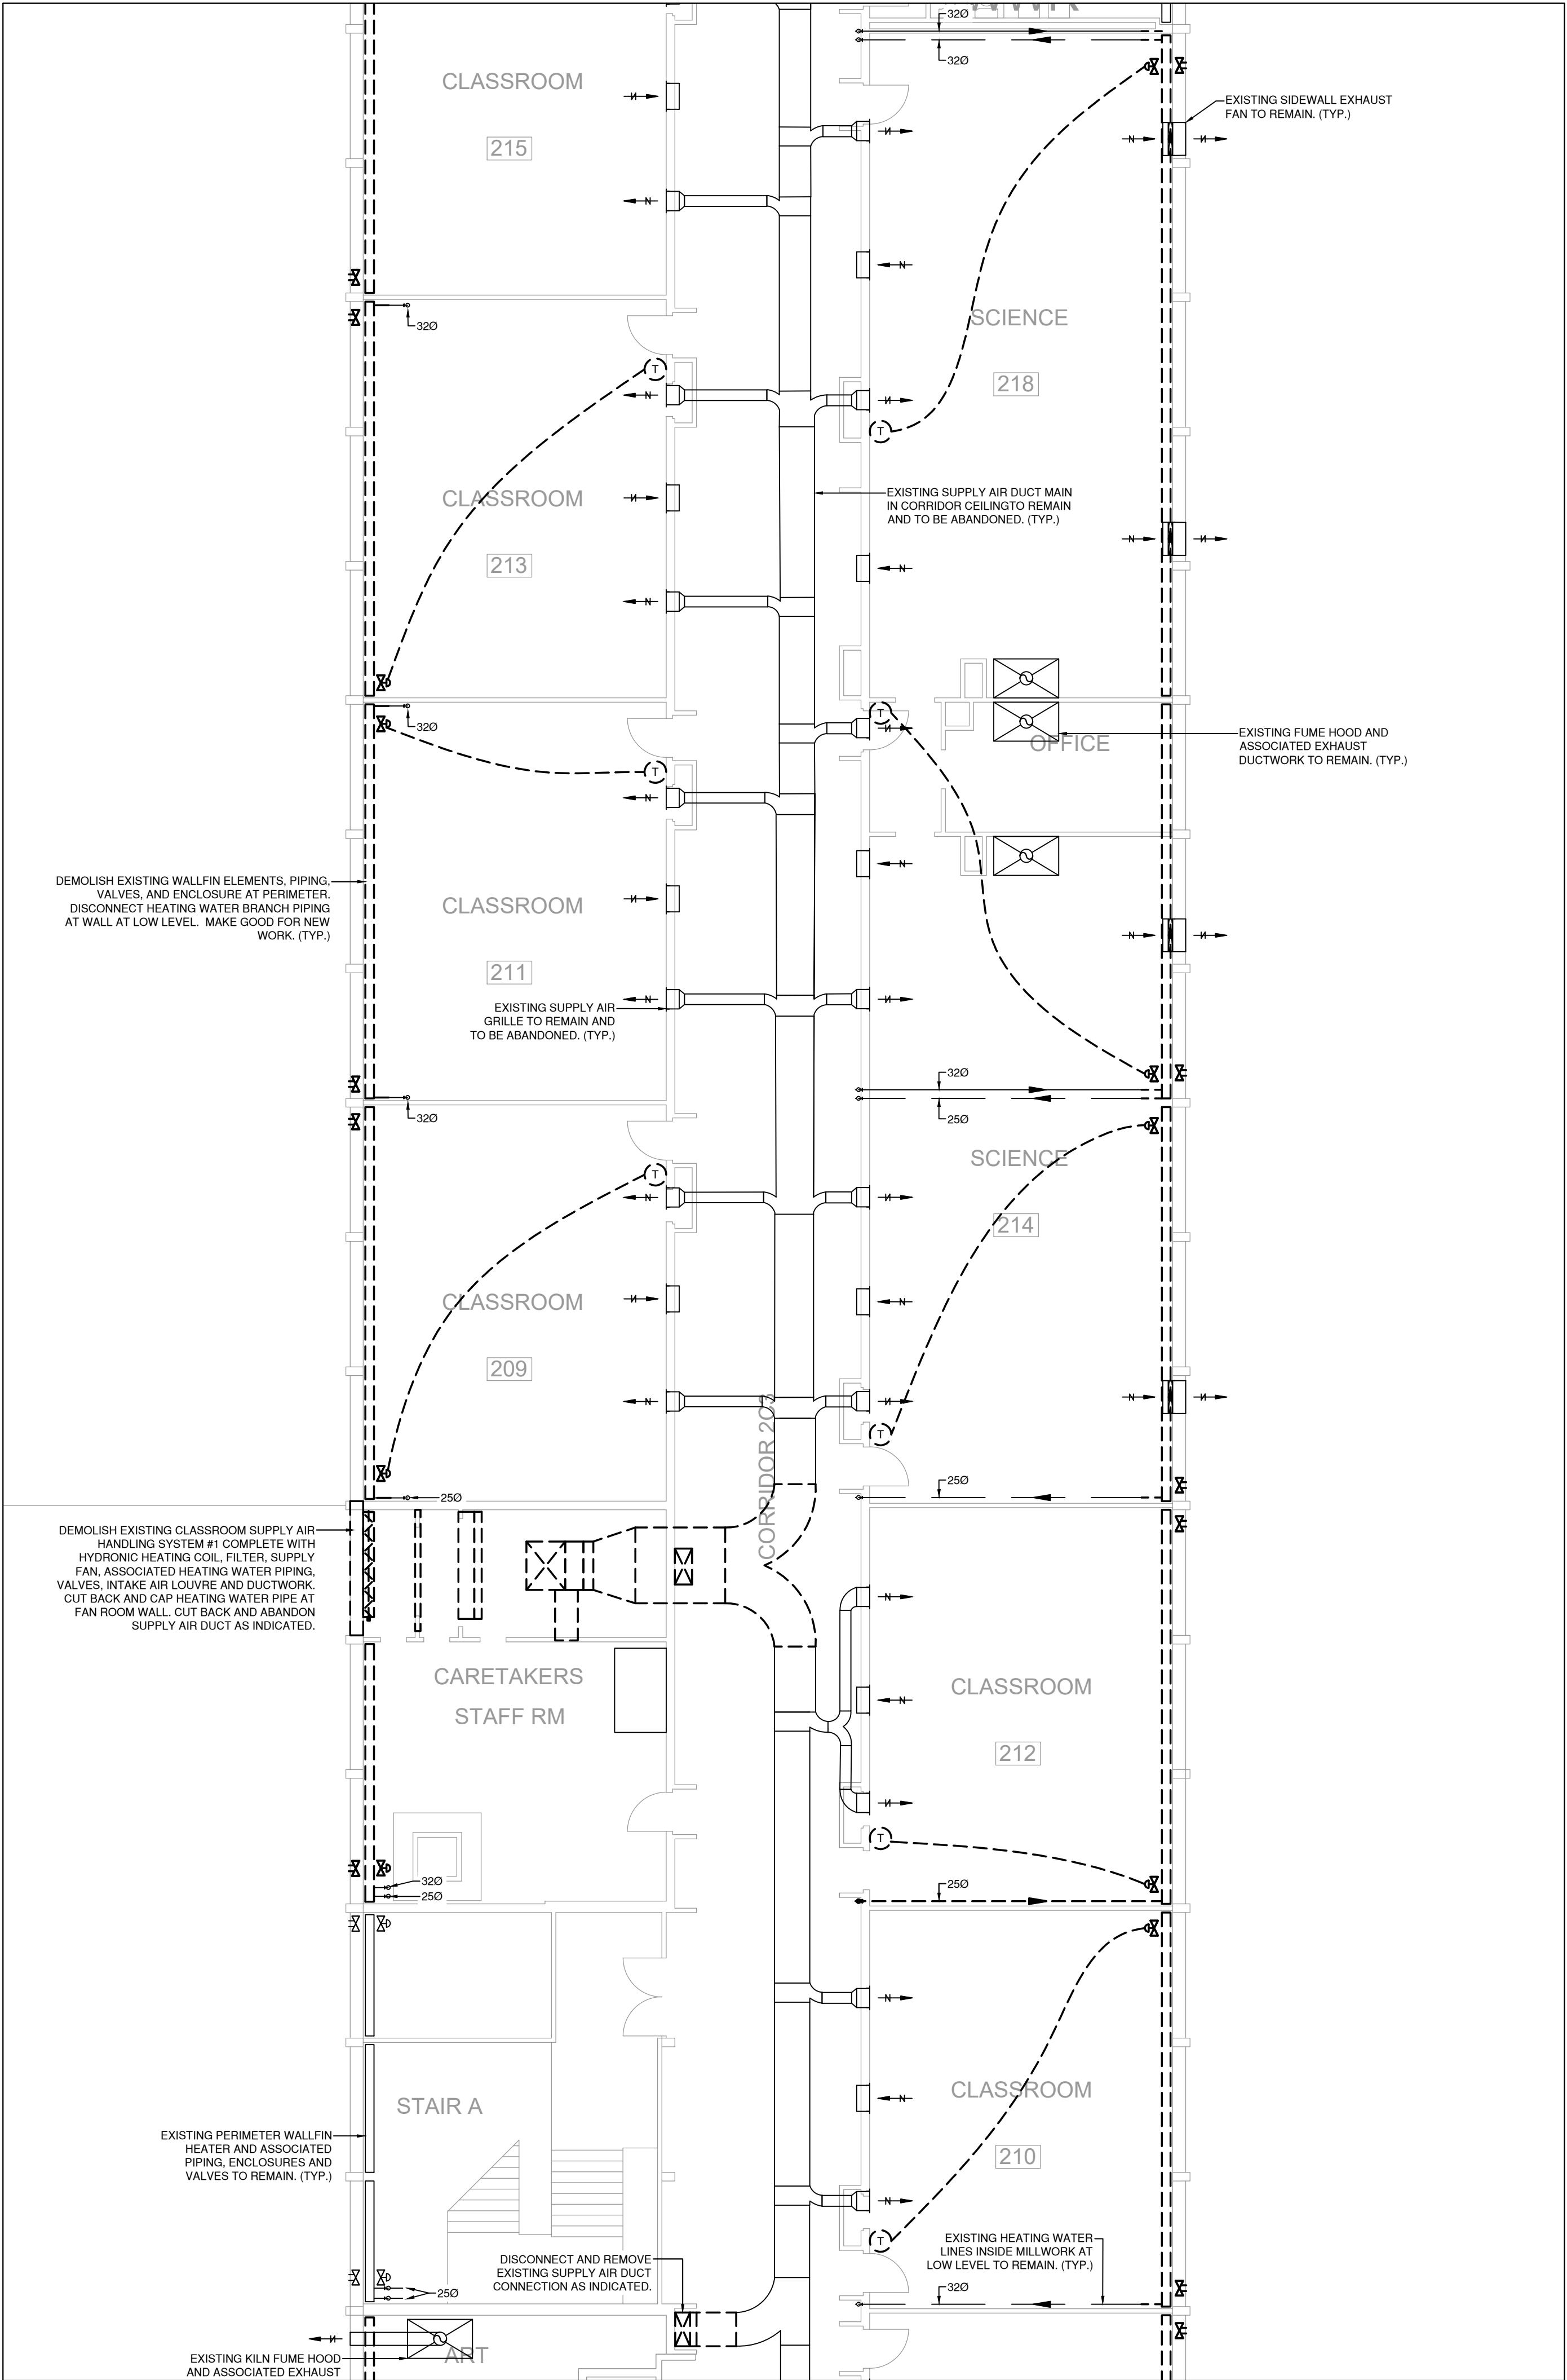 32Ø
32Ø
CLASSROOM
215
EXISTING SIDEWALL EXHAUST
FAN TO REMAIN. (TYP.)
N
N
N
N
N
N
32Ø
SCIENCE
218
T
N
N
T
EXISTING SUPPLY AIR DUCT MAIN
IN CORRIDOR CEILINGTO REMAIN
AND TO BE ABANDONED. (TYP.)
CLASSROOM
213
N
N
N
N
N
32Ø
T
N
OFFICE
EXISTING FUME HOOD AND
ASSOCIATED EXHAUST
DUCTWORK TO REMAIN. (TYP.)
T
N
N
DEMOLISH EXISTING WALLFIN ELEMENTS, PIPING,
VALVES, AND ENCLOSURE AT PERIMETER.
DISCONNECT HEATING WATER BRANCH PIPING
AT WALL AT LOW LEVEL. MAKE GOOD FOR NEW
WORK. (TYP.)
CLASSROOM
211
N
N
N
N
N
EXISTING SUPPLY AIR
GRILLE TO REMAIN AND
TO BE ABANDONED. (TYP.)
32Ø
32Ø
25Ø
SCIENCE
214
T
N
N
CLASSROOM
209
N
N
N
N
N
N
T
CORRIDOR 2C3
25Ø
25Ø
DEMOLISH EXISTING CLASSROOM SUPPLY AIR
HANDLING SYSTEM #1 COMPLETE WITH
HYDRONIC HEATING COIL, FILTER, SUPPLY
FAN, ASSOCIATED HEATING WATER PIPING,
VALVES, INTAKE AIR LOUVRE AND DUCTWORK.
CUT BACK AND CAP HEATING WATER PIPE AT
FAN ROOM WALL. CUT BACK AND ABANDON
SUPPLY AIR DUCT AS INDICATED.
N
CARETAKERS
STAFF RM
CLASSROOM
212
N
N
T
32Ø
25Ø
25Ø
N
STAIR A
CLASSROOM
210
N
N
T
EXISTING PERIMETER WALLFIN
HEATER AND ASSOCIATED
PIPING, ENCLOSURES AND
VALVES TO REMAIN. (TYP.)
EXISTING HEATING WATER
LINES INSIDE MILLWORK AT
LOW LEVEL TO REMAIN. (TYP.)
DISCONNECT AND REMOVE
EXISTING SUPPLY AIR DUCT
CONNECTION AS INDICATED.
25Ø
32Ø
N
ART
EXISTING KILN FUME HOOD
AND ASSOCIATED EXHAUST